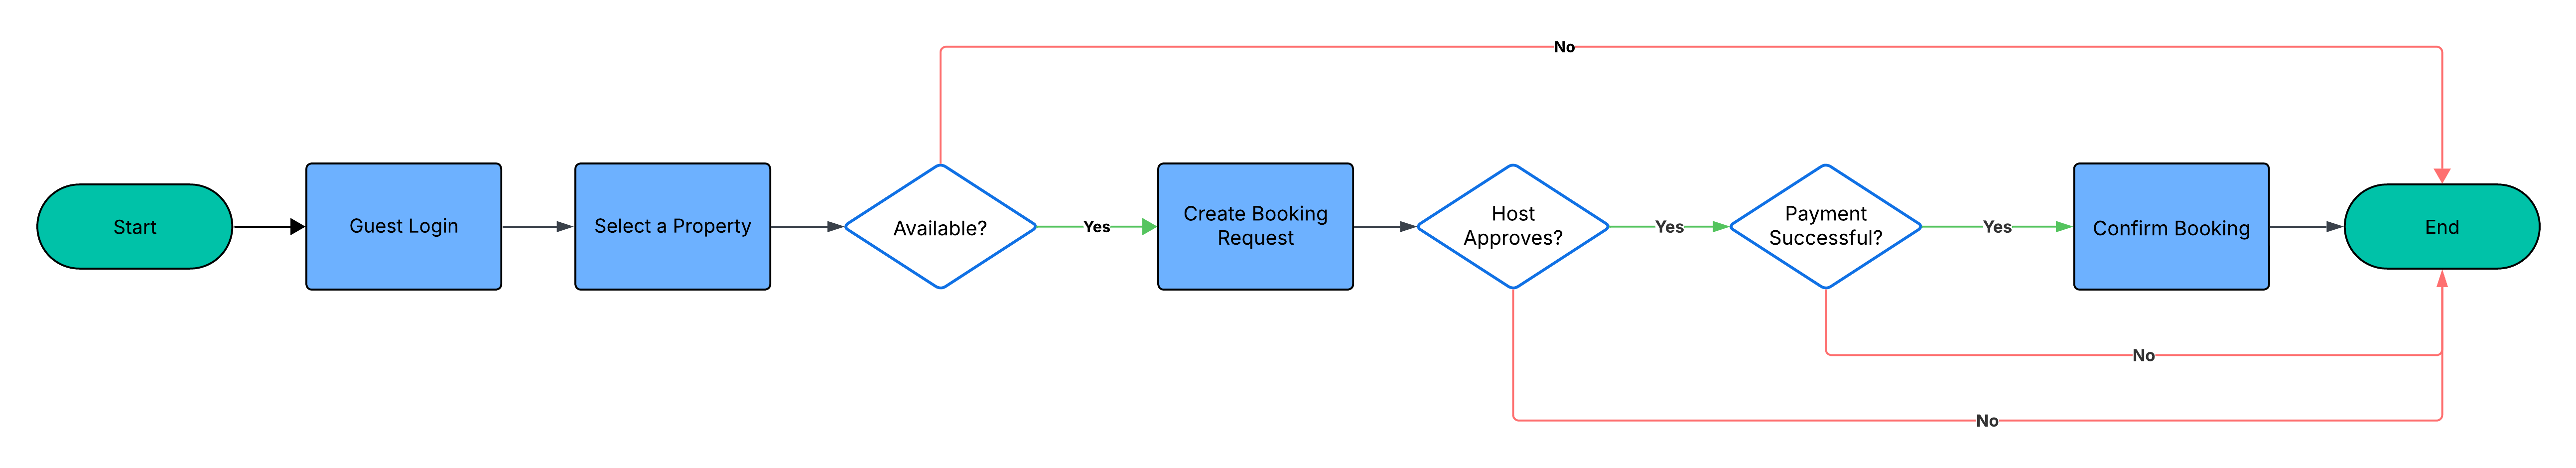 No
Start
Guest Login
Select a Property
Available?
Yes
Create Booking
Request
Host
Approves?
Yes
Payment
Successful?
Yes
Confirm Booking
End
No
No